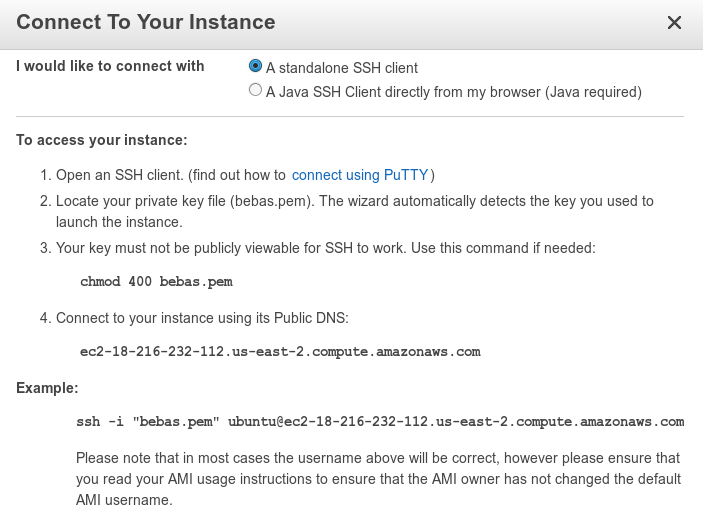 Connect To Your Instance
I would like to connect with
A standalone SSH client
A Java SSH Client directly from my browser (Java required)
To access your instance:
1. Open an SSH client. (find out how to connect using PuTTY)
2. Locate your private key file (bebas.pem). The wizard automatically detects the key you used to
launch the instance.
3. Your key must not be publicly viewable for SSH to work. Use this command if needed:
chmod 400 bebas.pem
4. Connect to your instance using its Public DNS:
ec2-18-216-232-112.us-east-2.compute.amazonaws.com
Example:
ssh -i "bebas.pem" ubuntu@ec2-18-216-232-112.us-east-2.compute.amazonaws.com
Please note that in most cases the username above will be correct, however please ensure that
you read your AMI usage instructions to ensure that the AMI owner has not changed the default
AMI username.